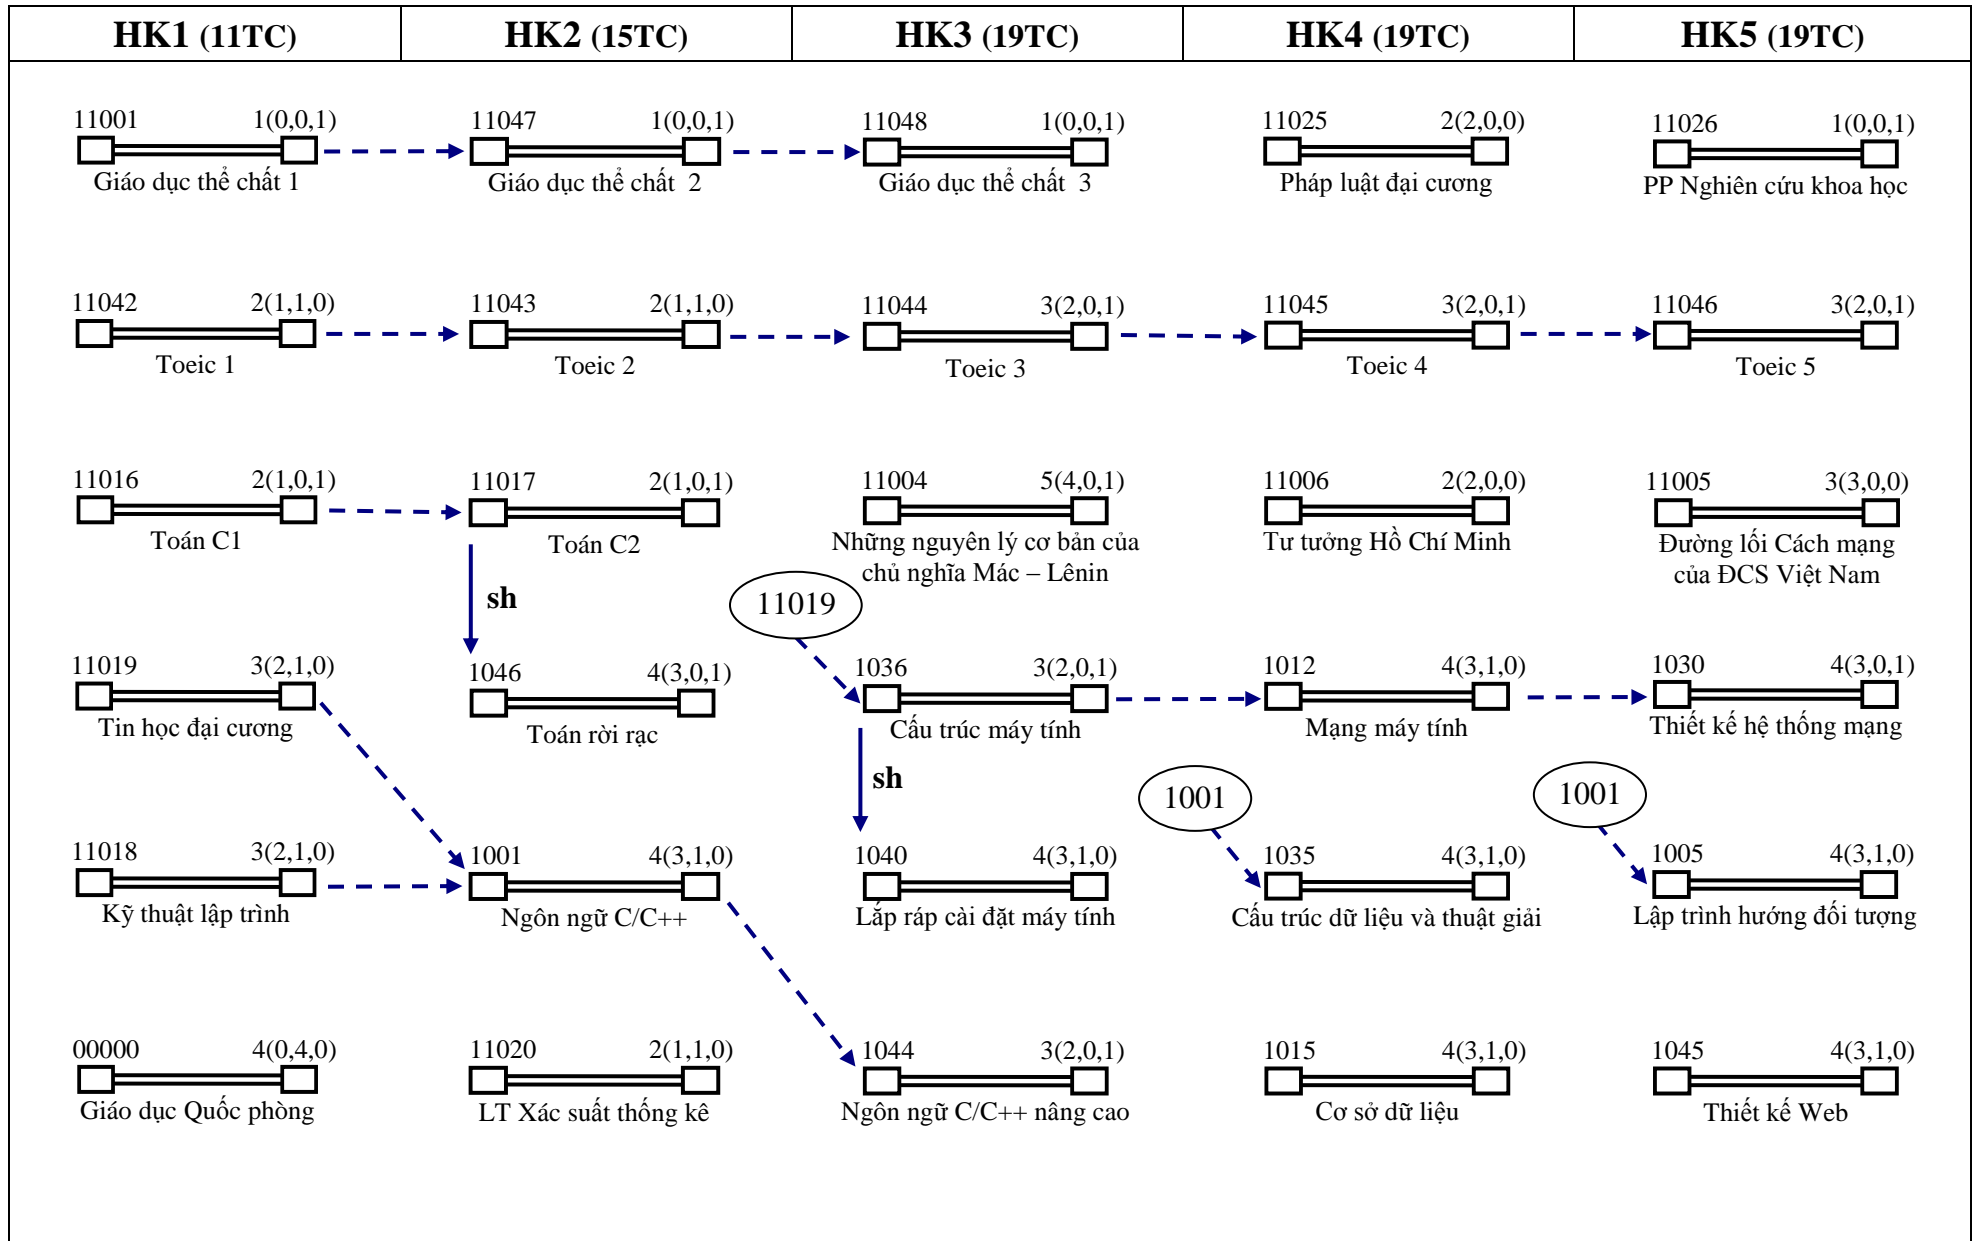 HK1 (11TC) HK2 (15TC) HK3 (19TC) HK4 (19TC) HK5 (19TC)
11001 1(0,0,1) 11047 1(0,0,1) 11048 1(0,0,1) 11025 2(2,0,0) 11026 1(0,0,1)
Giáo dục thể chất 1 Giáo dục thể chất 2 Giáo dục thể chất 3 Pháp luật đại cương PP Nghiên cứu khoa học
11042 2(1,1,0) 11043 2(1,1,0) 11044 3(2,0,1) 11045 3(2,0,1) 11046 3(2,0,1)
Toeic 1 Toeic 2 Toeic 3 Toeic 4 Toeic 5
11016 2(1,0,1) 11017 2(1,0,1) 11004 5(4,0,1) 11006 2(2,0,0) 11005 3(3,0,0)
Toán C1 Toán C2 Những nguyên lý cơ bản của Tư tưởng Hồ Chí Minh Đường lối Cách mạng
chủ nghĩa Mác – Lênin của ĐCS Việt Nam
sh 11019
11019 3(2,1,0) 1046 4(3,0,1) 1036 3(2,0,1) 1012 4(3,1,0) 1030 4(3,0,1)
Tin học đại cương Toán rời rạc Cấu trúc máy tính Mạng máy tính Thiết kế hệ thống mạng
sh 1001 1001
11018 3(2,1,0) 1001 4(3,1,0) 1040 4(3,1,0) 1035 4(3,1,0) 1005 4(3,1,0)
Kỹ thuật lập trình Ngôn ngữ C/C++ Lắp ráp cài đặt máy tính Cấu trúc dữ liệu và thuật giải Lập trình hướng đối tượng
00000 4(0,4,0) 11020 2(1,1,0) 1044 3(2,0,1) 1015 4(3,1,0) 1045 4(3,1,0)
Giáo dục Quốc phòng LT Xác suất thống kê Ngôn ngữ C/C++ nâng cao Cơ sở dữ liệu Thiết kế Web